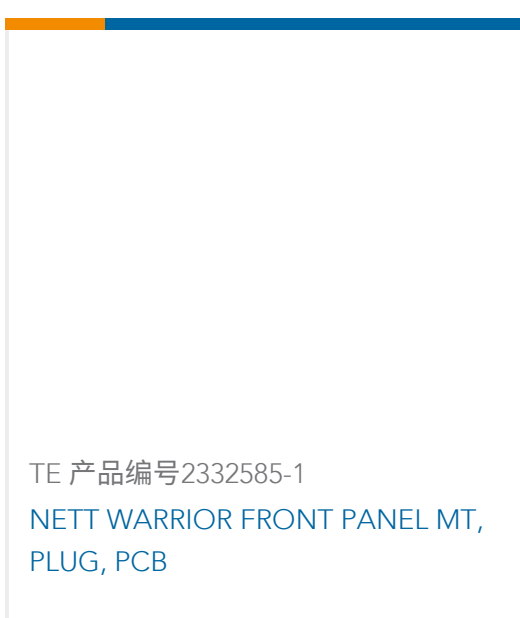 TE 产品编号2332585-1
NETT WARRIOR FRONT PANEL MT,
PLUG, PCB